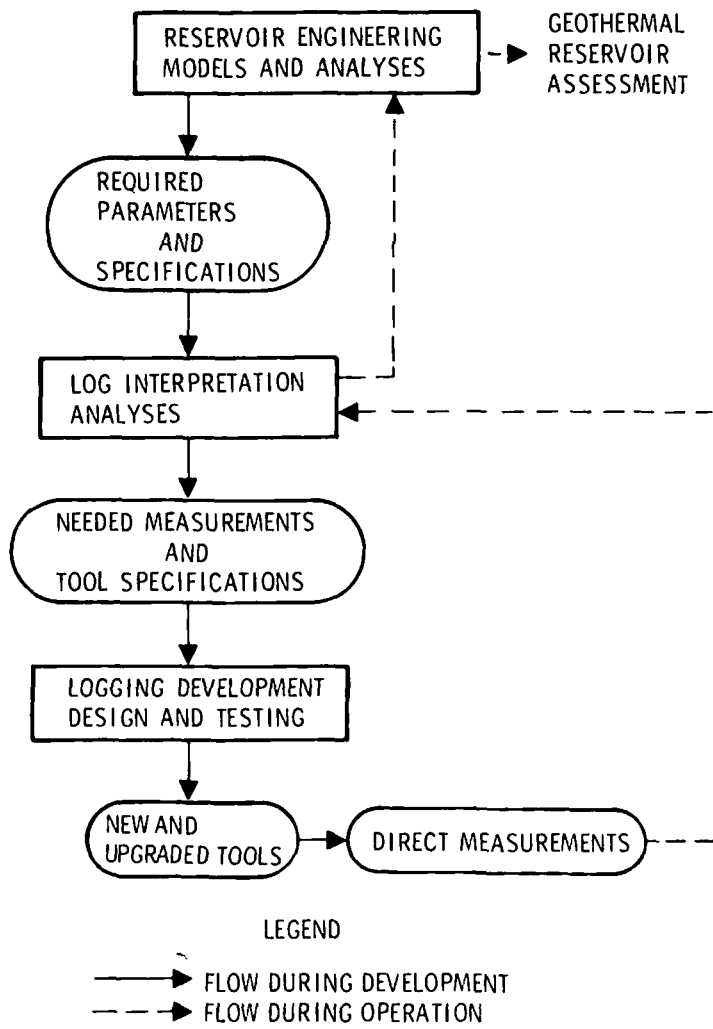 RESERVOIR ENGINEERING
MODELS AND ANALYSES
GEOTHERMAL
RESERVOIR
ASSESSMENT
REQUIRED
PARAMETERS
AND
SPECIFICATIONS
LOG INTERPRETATION
ANALYSES
NEEDED MEASUREMENTS
AND
TOOL SPECIFICATIONS
LOGGING DEVELOPMENT
DESIGN AND TESTING
NEW AND
UPGRADED TOOLS
DIRECT MEASUREMENTS
LEGEND
FLOW DURING DEVELOPMENT
FLOW DURING OPERATION